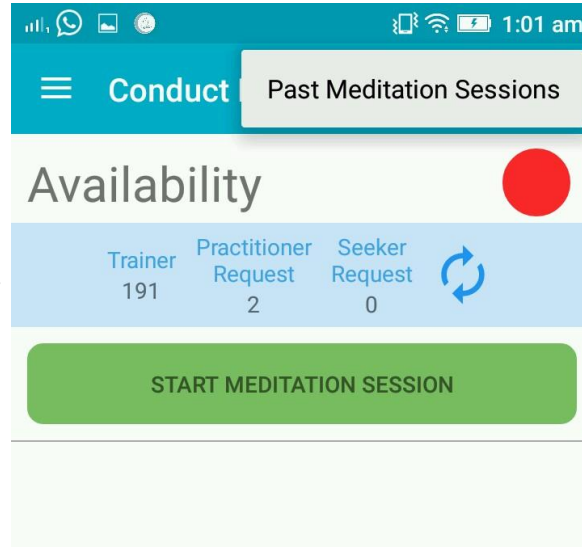 1:01 am
Conduct
Past Meditation Sessions
Availability
Trainer
191
Practitioner
Request
2
Seeker
Request
0
START MEDITATION SESSION